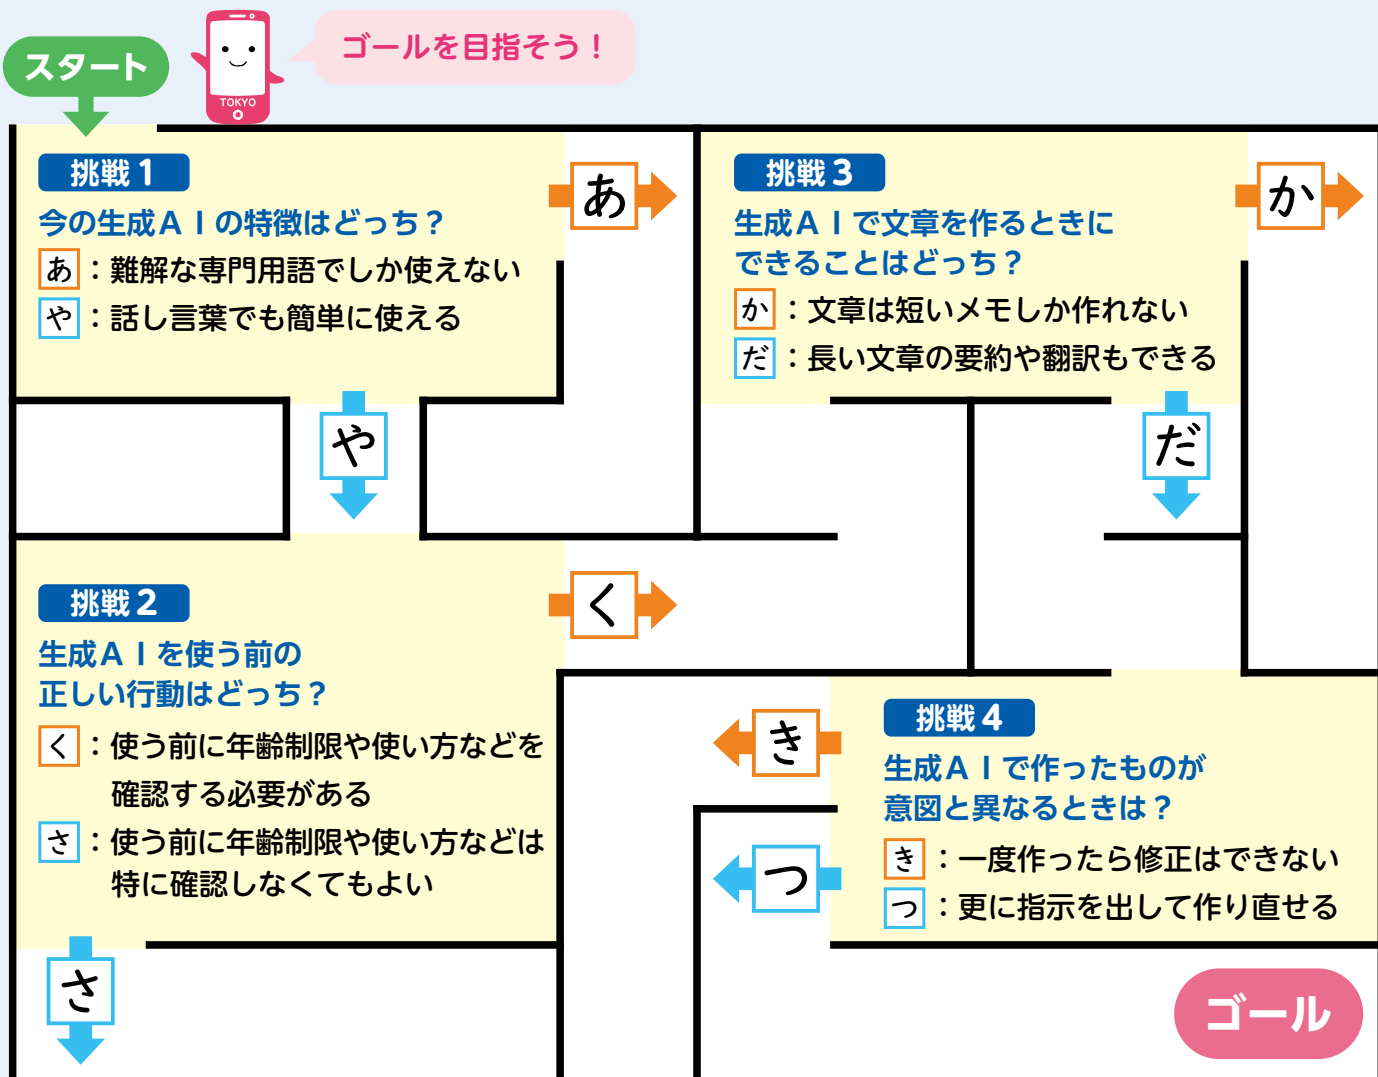 スタート
TOKYO
ゴールを目指そう！
挑戦1
今の生成AIの特徴はどっち？
あ：難解な専門用語でしか使えない
や：話し言葉でも簡単に使える
あ
や
挑戦2
生成AIを使う前の
正しい行動はどっち？
く：使う前に年齢制限や使い方などを
確認する必要がある
さ：使う前に年齢制限や使い方などは
特に確認しなくてもよい
く
さ
挑戦3
生成AIで文章を作るときに
できることはどっち？
か：文章は短いメモしか作れない
だ：長い文章の要約や翻訳もできる
か
だ
挑戦4
生成AIで作ったものが
意図と異なるときは？
き：一度作ったら修正はできない
つ：更に指示を出して作り直せる
き
つ
ゴール